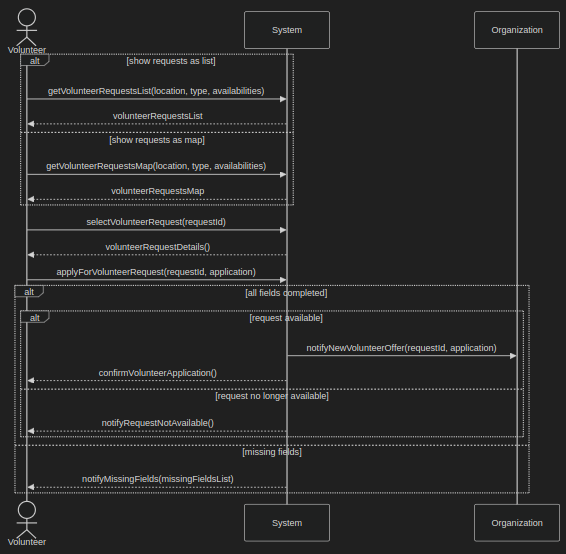 Volunteer
System
Organization
alt
[show requests as list]
getVolunteerRequestsList(location, type, availabilities)
volunteerRequestsList
[show requests as map]
getVolunteerRequestsMap(location, type, availabilities)
volunteerRequestsMap
selectVolunteerRequest(requestId)
volunteerRequestDetails()
applyForVolunteerRequest(requestId, application)
alt
[all fields completed]
alt
[request available]
notifyNewVolunteerOffer(requestId, application)
confirmVolunteerApplication()
[request no longer available]
notifyRequestNotAvailable()
[missing fields]
notifyMissingFields(missingFieldsList)
Volunteer
System
Organization